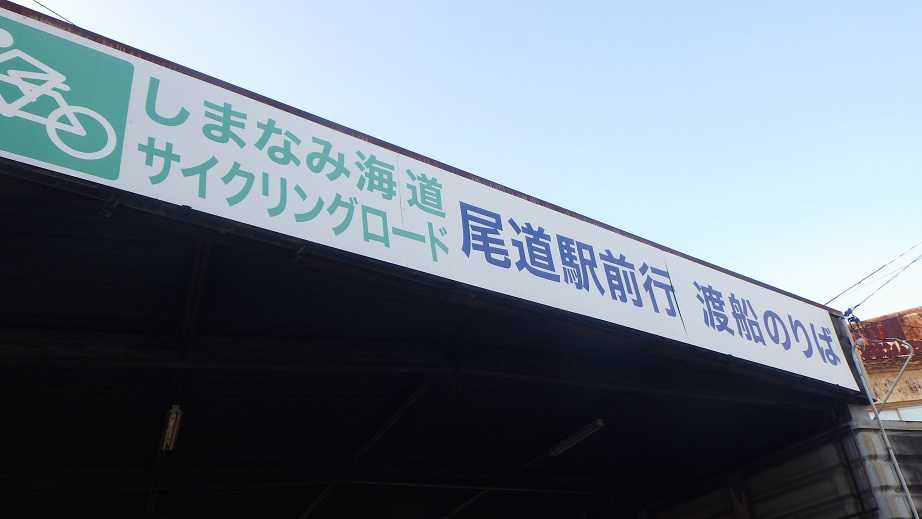 しまなみ海道
サイクリングロード
尾道駅前行 渡船のりば